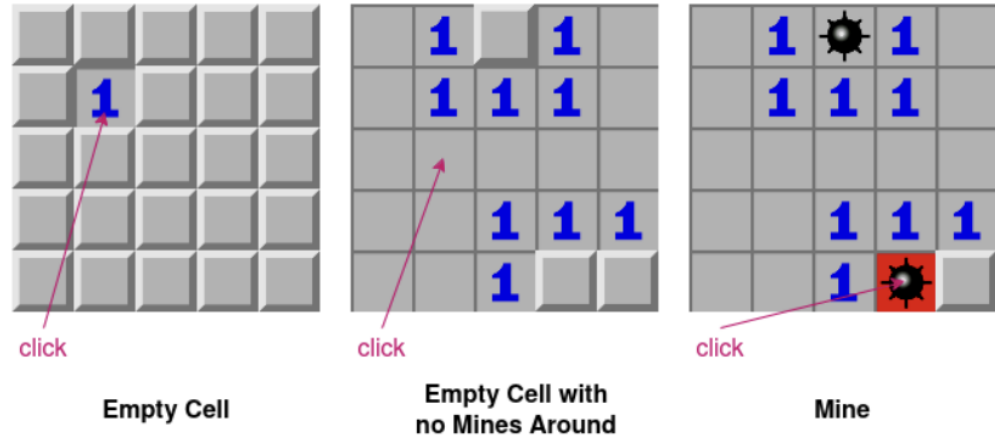 1 1
1 1
1
1 1 1
1 1 1
1 1 1
1 1 1
1
1
click
click
click
Empty Cell
Empty Cell with
no Mines Around
Mine